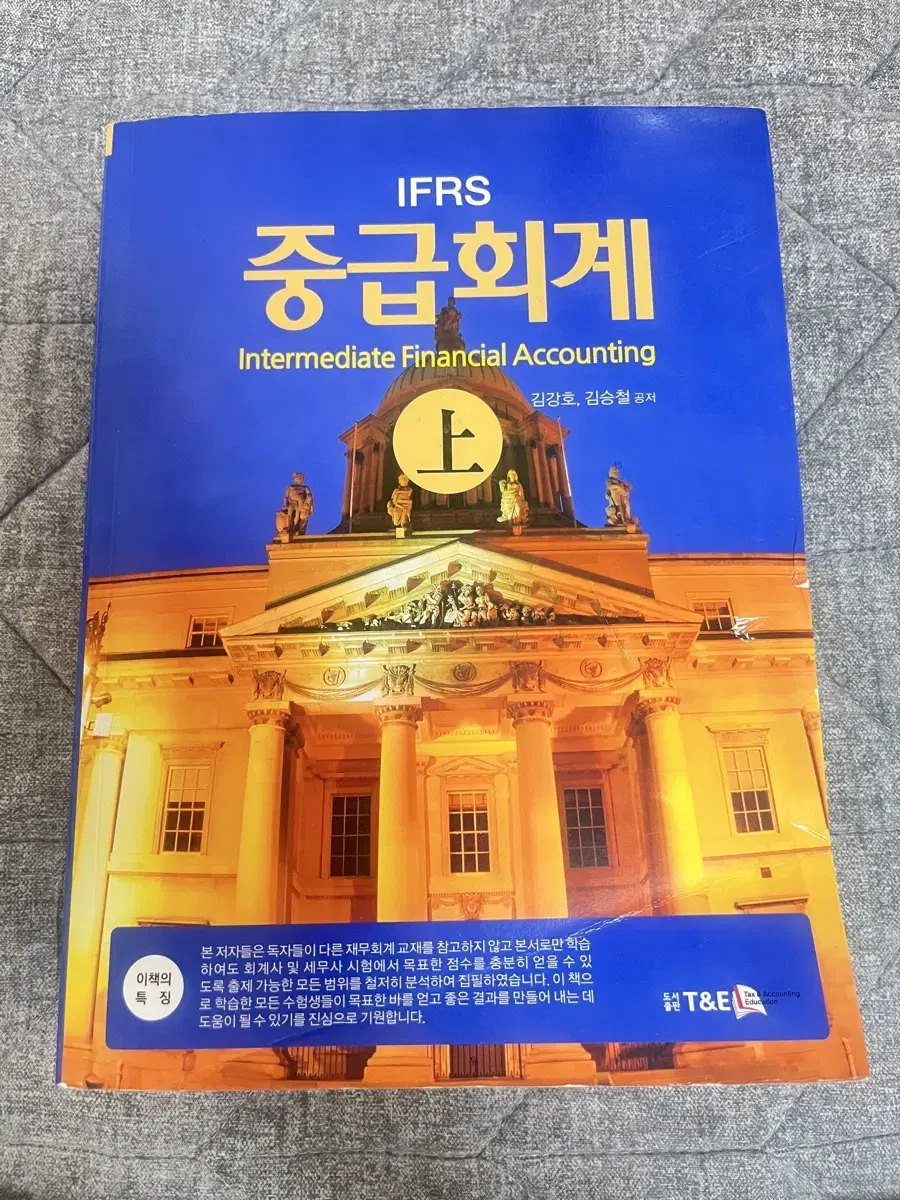 IFRS
중급회계
Intermediate Financial Accounting
김강호, 김승철 공저
上
이책의
특 징
본 저자들은 독자들이 다른 재무회계 교재를 참고하지 않고 본서로만 학습
하여도 회계사 및 세무사 시험에서 목표한 점수를 충분히 얻을 수 있
도록 출제 가능한 모든 범위를 철저히 분석하여 집필하였습니다. 이 책으
로 학습한 모든 수험생들이 목표한 바를 얻고 좋은 결과를 만들어 내는 데
도움이 될 수 있기를 진심으로 기원합니다.
도서
출판
T&E
Tax & Accounting
Education